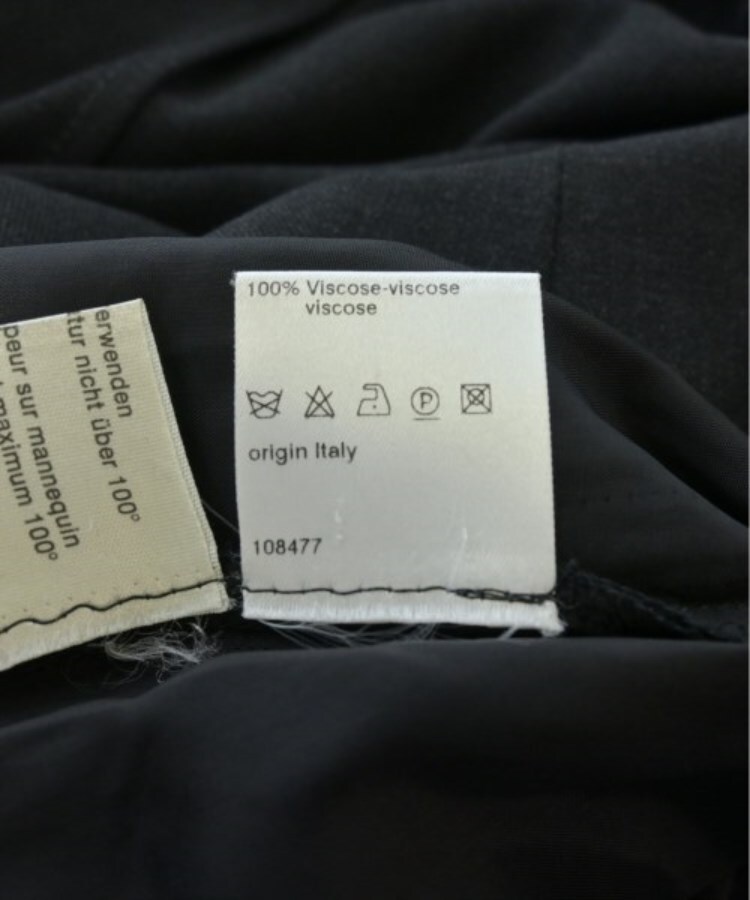 erwenden
tur nicht über 100°
peur sur mannequin
maximum 100°
100% Viscose-viscose
viscose
P
origin Italy
108477